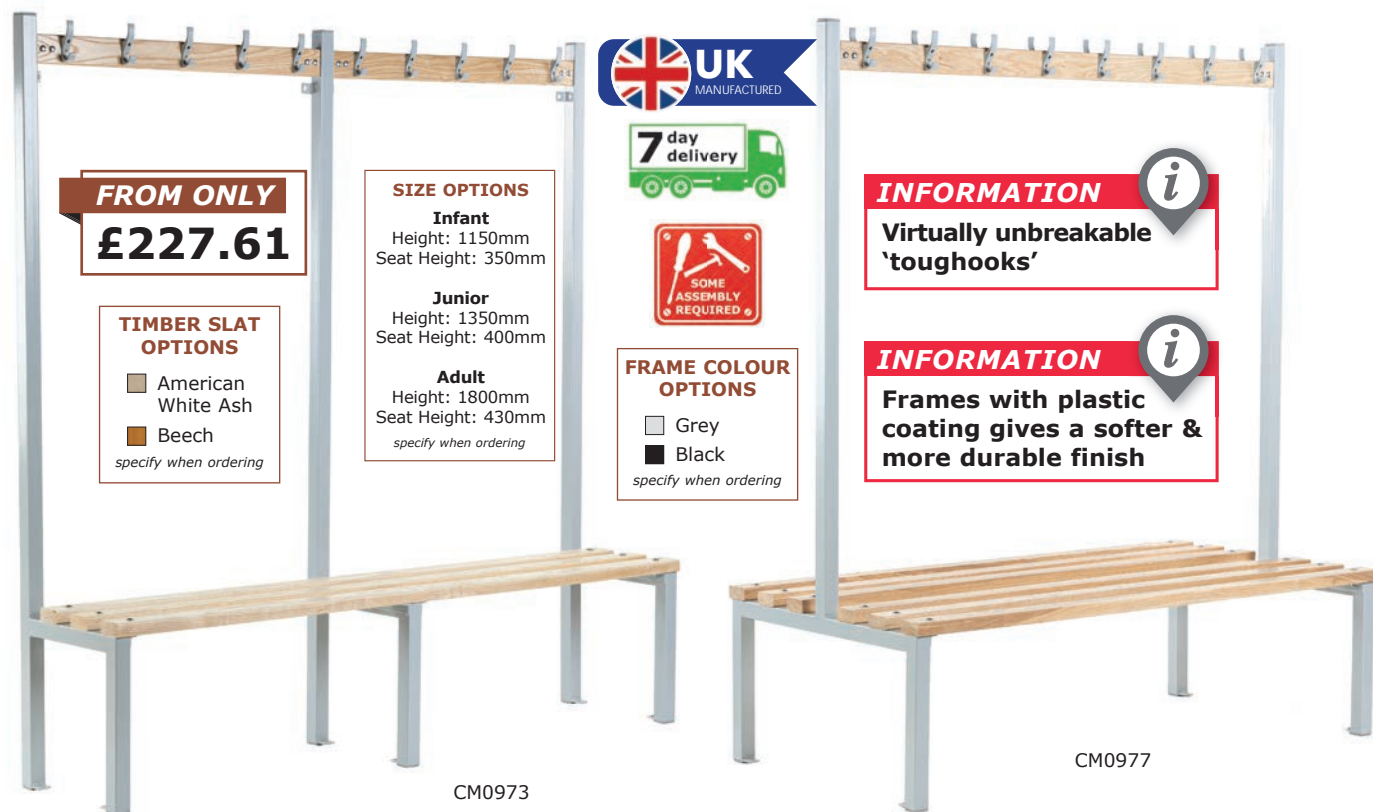 UK
MANUFACTURED
7 day
delivery
FROM ONLY
£227.61
SIZE OPTIONS
Infant
Height: 1150mm
Seat Height: 350mm
Junior
Height: 1350mm
Seat Height: 400mm
Adult
Height: 1800mm
Seat Height: 430mm
specify when ordering
TIMBER SLAT
OPTIONS
American
White Ash
Beech
specify when ordering
SOME
ASSEMBLY
REQUIRED
FRAME COLOUR
OPTIONS
Grey
Black
specify when ordering
INFORMATION
i
Virtually unbreakable
‘toughooks’
INFORMATION
i
Frames with plastic
coating gives a softer &
more durable finish
CM0973
CM0977